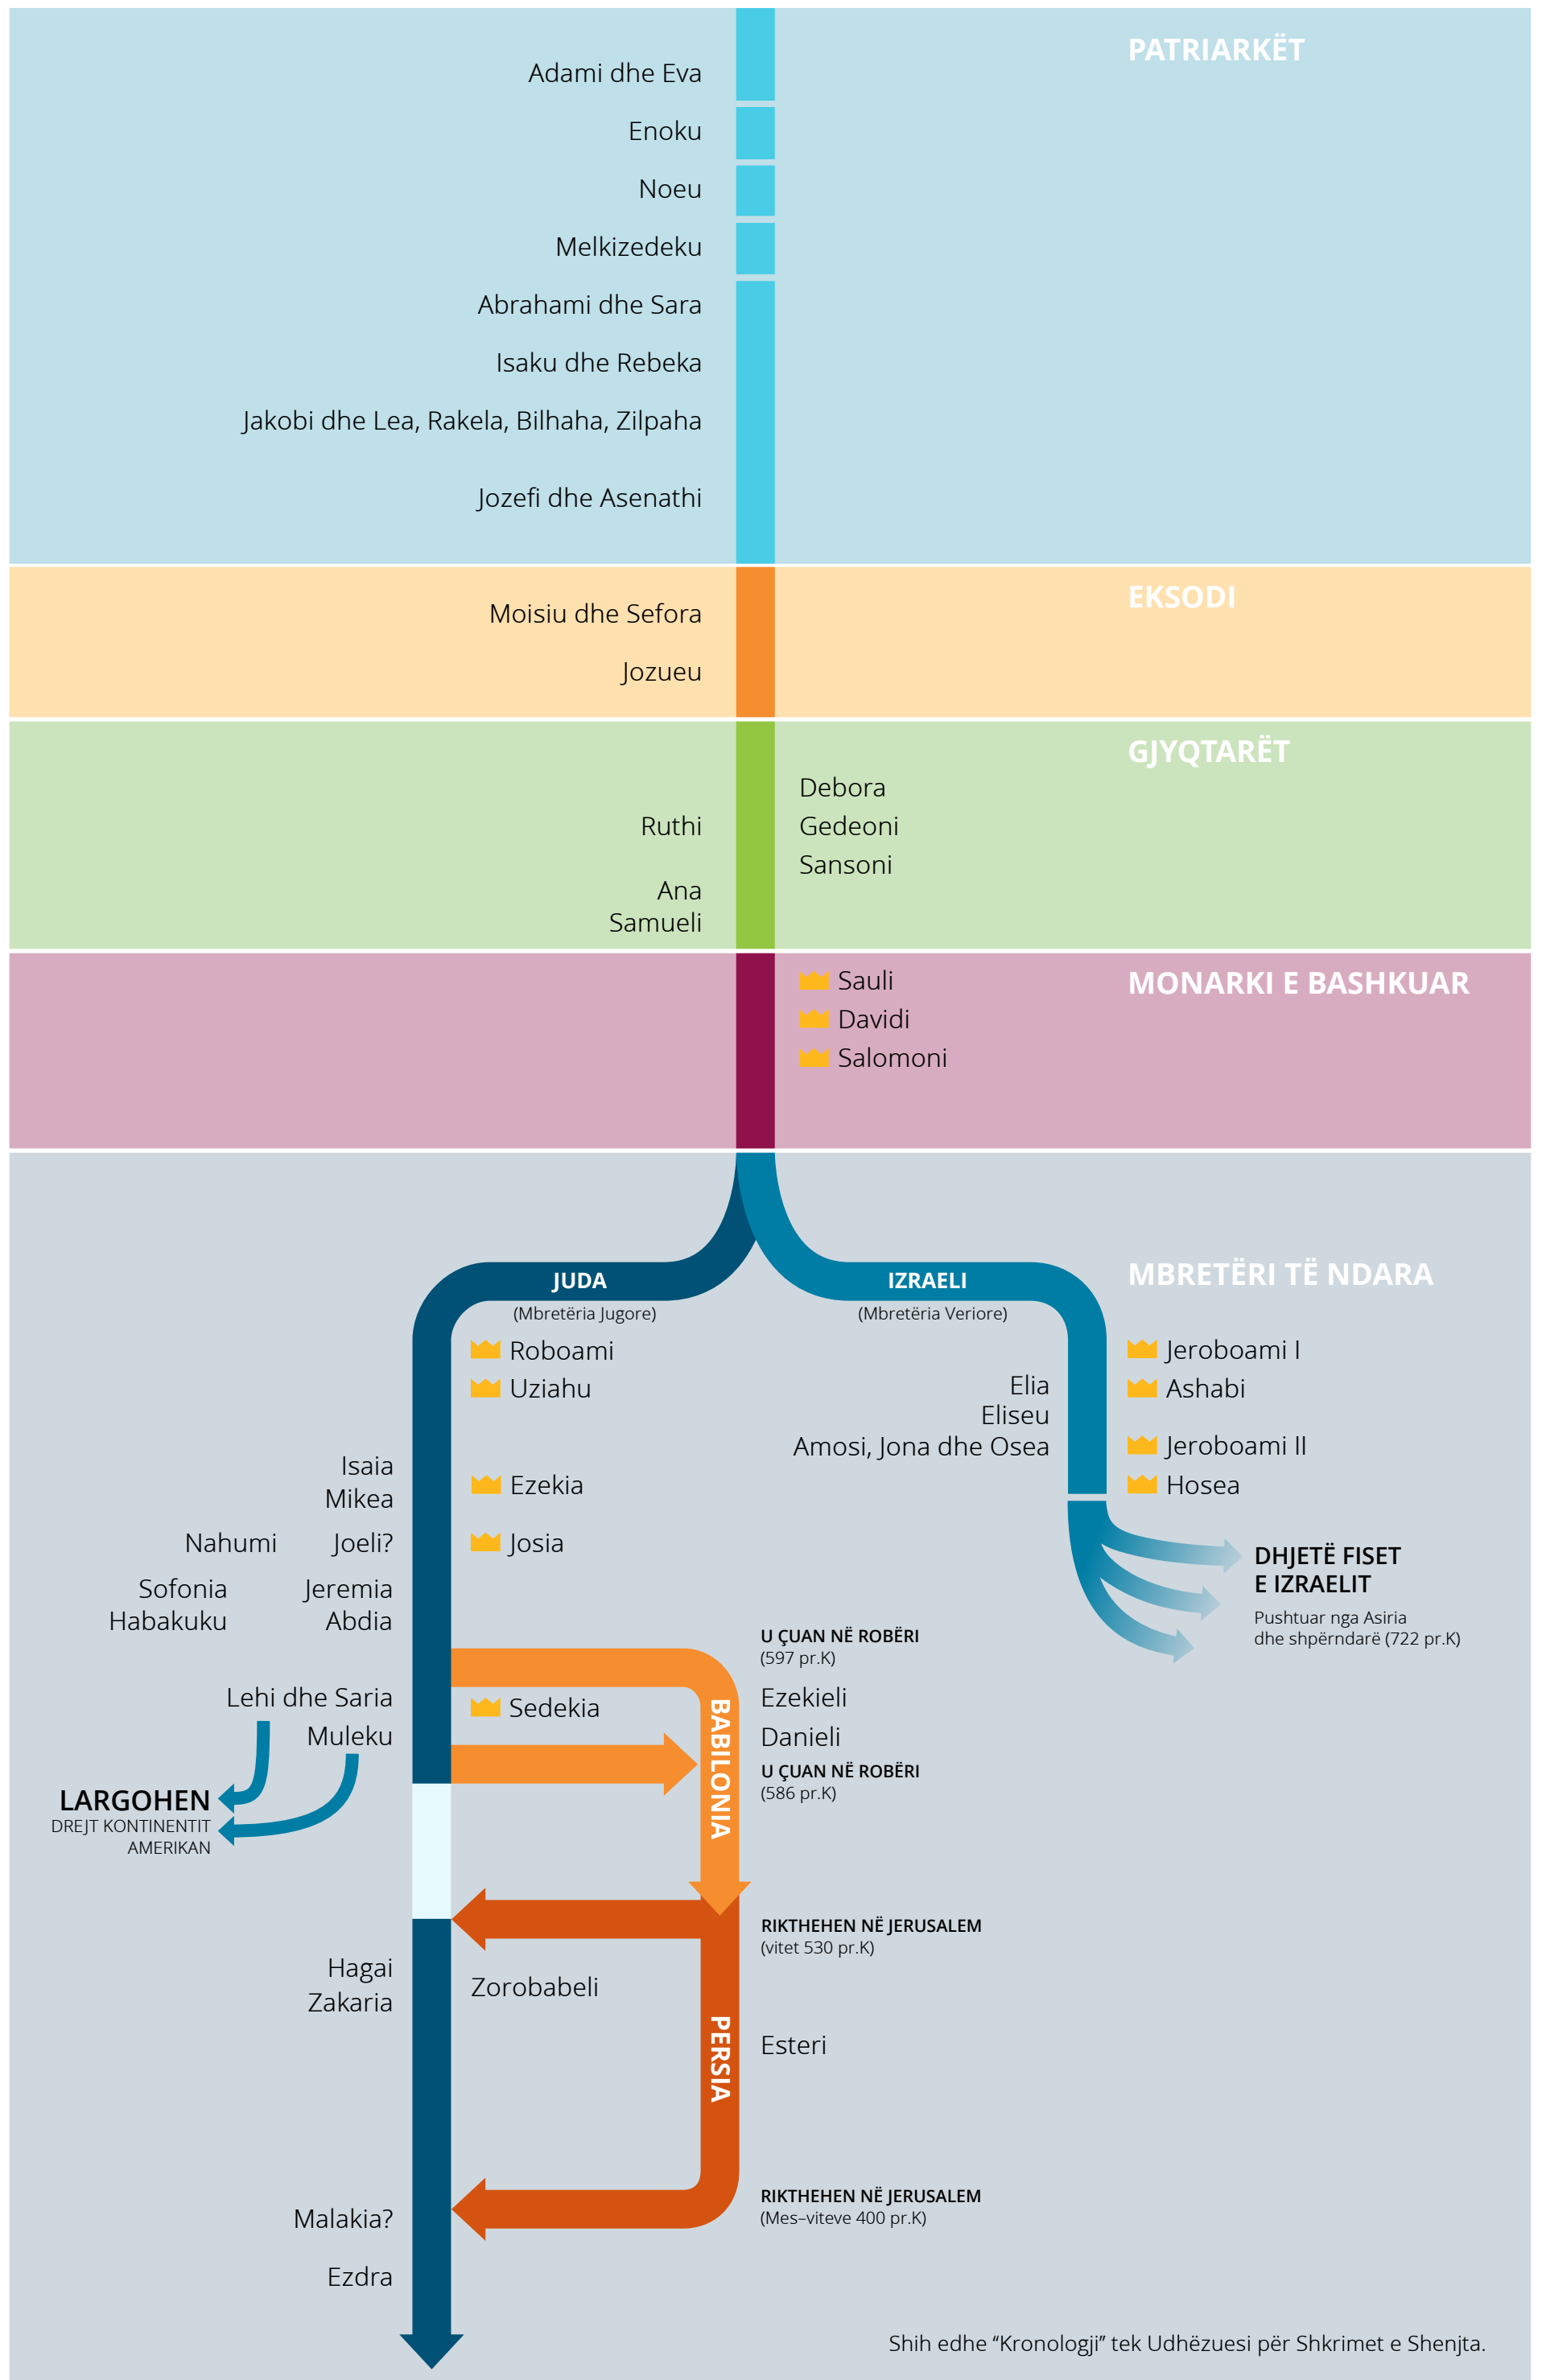 PATRIARKËT
Adami dhe Eva
Enoku
Noeu
Melkizedeku
Abrahami dhe Sara
Isaku dhe Rebeka
Jakobi dhe Lea, Rakela, Bilhaha, Zilpaha
Jozefi dhe Asenathi
EKSODI
Moisiu dhe Sefora
Jozueu
GJYQTARËT
Debora
Gedeoni
Sansoni
Ruthi
Ana
Samueli
MONARKI E BASHKUAR
Sauli
Davidi
Salomoni
MBRETËRI TË NDARA
JUDA
(Mbretëria Jugore)
Roboami
Uziahu
Ezekia
Josia
Isaia
Mikea
Nahumi
Joeli?
Sofonia
Habakuku
Jeremia
Abdia
IZRAELI
(Mbretëria Veriore)
Elia
Eliseu
Amosi, Jona dhe Osea
Jeroboami I
Ashabi
Jeroboami II
Hosea
DHJETË FISET
E IZRAELIT
Pushtuar nga Asiria
dhe shpërndarë (722 pr.K)
Lehi dhe Saria
Muleku
LARGOHEN
DREJT KONTINENTIT
AMERIKAN
Sedekia
BABILONIA
U ÇUAN NË ROBËRI
(597 pr.K)
Ezekieli
Danieli
U ÇUAN NË ROBËRI
(586 pr.K)
RIKTHEHEN NË JERUSALEM
(vitet 530 pr.K)
Hagai
Zakaria
Zorobabeli
PERSIA
Esteri
RIKTHEHEN NË JERUSALEM
(Mes–viteve 400 pr.K)
Malakia?
Ezdra
Shih edhe “Kronologji” tek Udhëzuesi për Shkrimet e Shenjta.